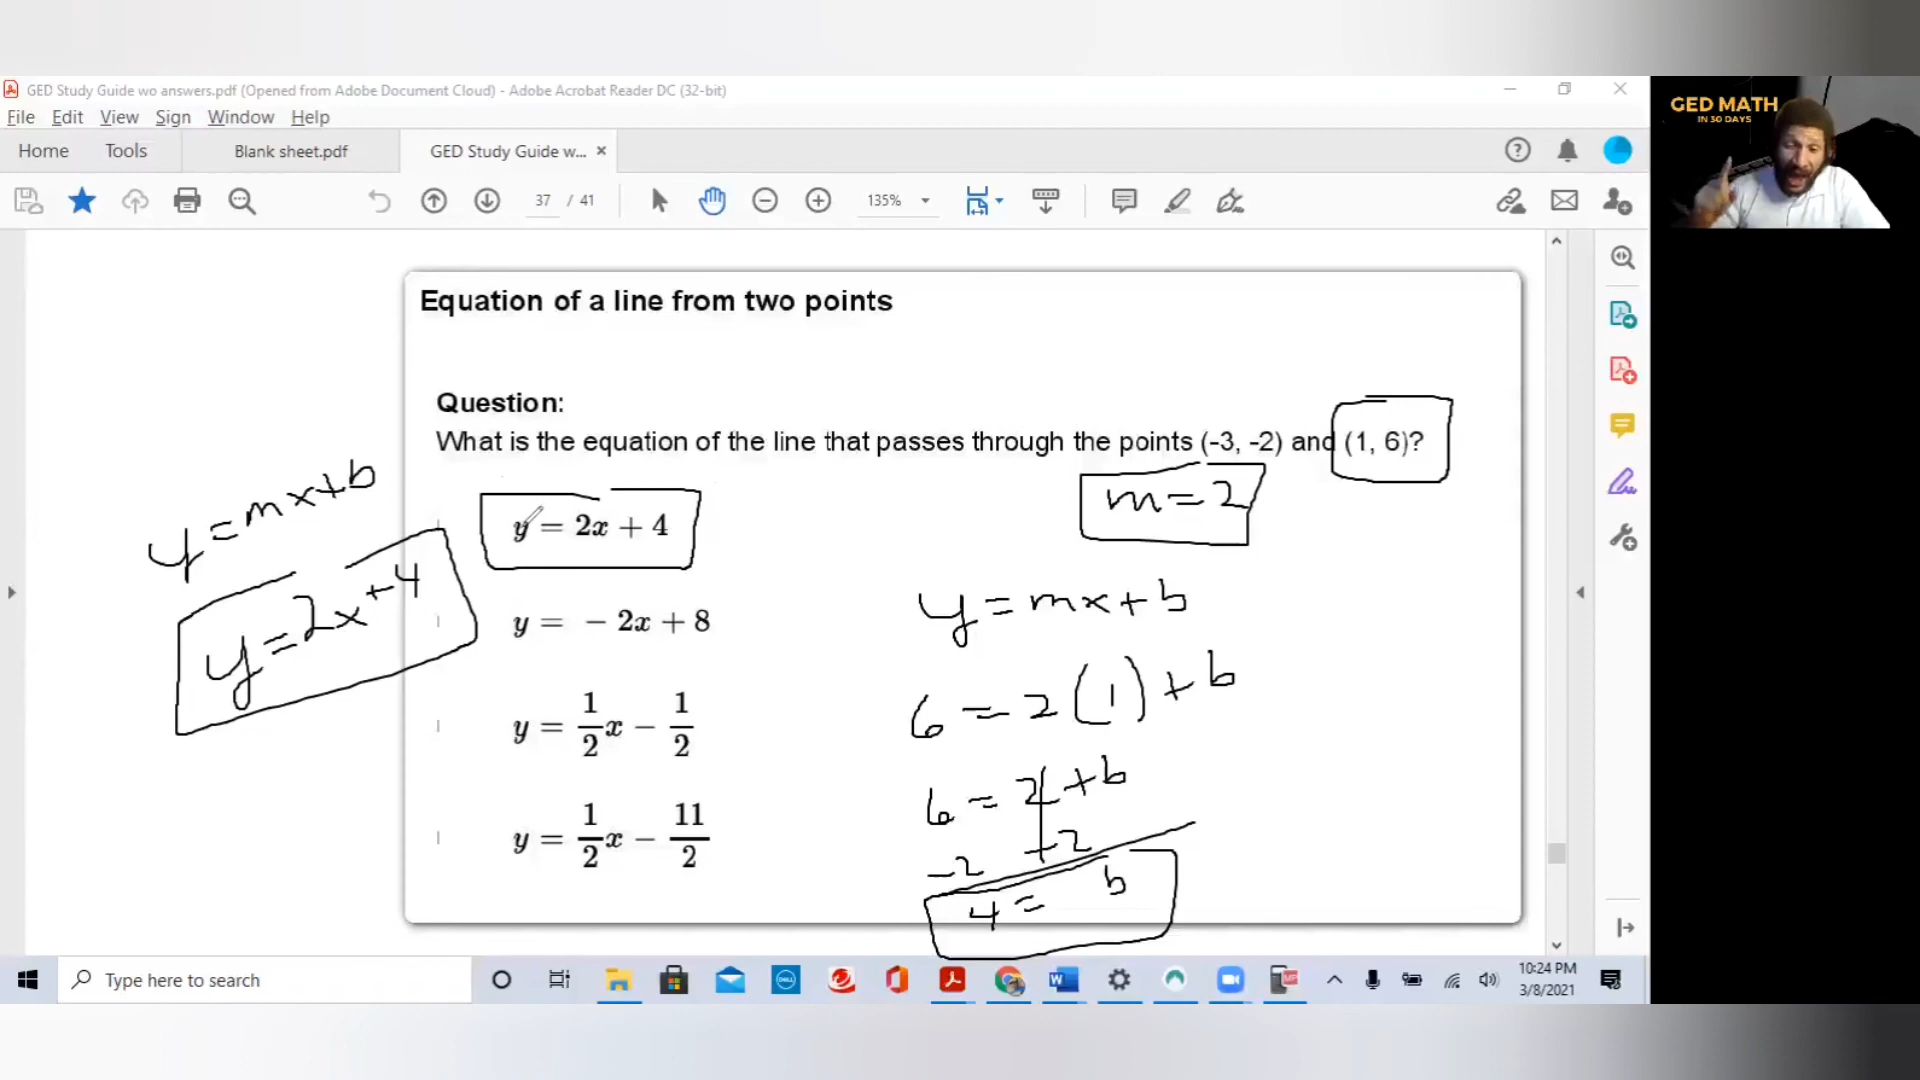 GED Study Guide wo answers.pdf (Opened from Adobe Document Cloud) - Adobe Acrobat Reader DC (32-bit)
File Edit View Sign Window Help
Home Tools Blank sheet.pdf GED Study Guide w... ×
37 / 41 135%
GED MATH
IN 30 DAYS
Equation of a line from two points
Question:
What is the equation of the line that passes through the points (-3, -2) and (1, 6)?
y = 2x + 4
y = - 2x + 8
y = 1/2 x - 1/2
y = 1/2 x - 11/2
y = mx + b
y = 2x + 4
m = 2
y = mx + b
6 = 2 (1) + b
6 = 2 + b
-2 -2
4 = b
Type here to search
DELL
W
10:24 PM
3/8/2021